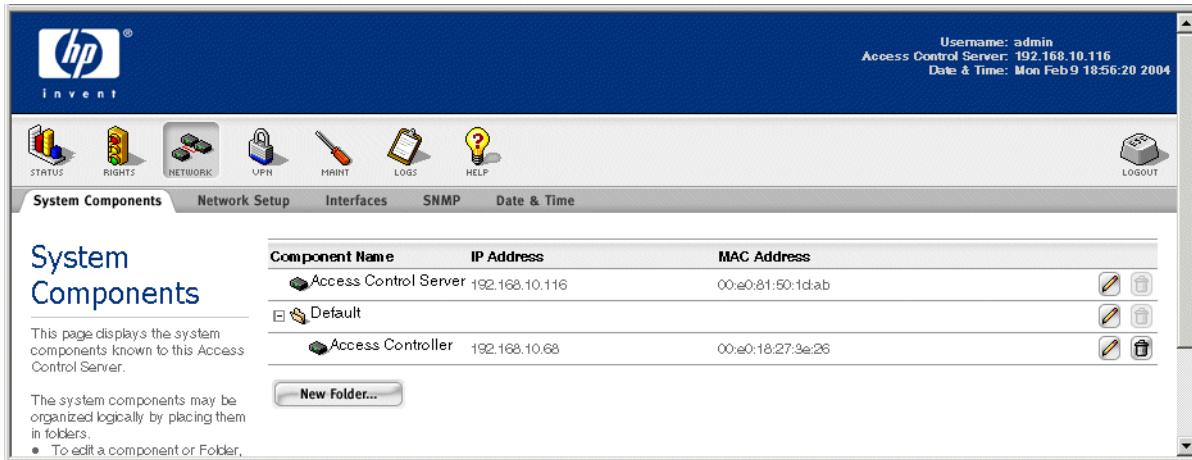 hp
®
invent
Username: admin
Access Control Server: 192.168.10.116
Date & Time: Mon Feb 9 18:56:20 2004
STATUS RIGHTS NETWORK VPN MAINT LOGS HELP LOGOUT
System Components Network Setup Interfaces SNMP Date & Time
System
Components
This page displays the system
components known to this Access
Control Server.
The system components may be
organized logically by placing them
in folders.
• To edit a component or Folder,
Component Name IP Address MAC Address
Access Control Server 192.168.10.116 00:e0:81:50:1d:ab
Default
Access Controller 192.168.10.68 00:e0:18:27:3e:26
New Folder...